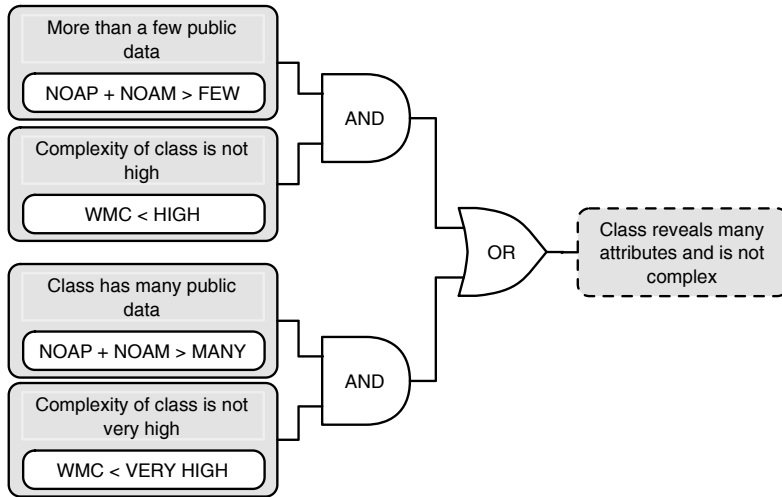 More than a few public
data
NOAP + NOAM > FEW
Complexity of class is not
high
WMC < HIGH
AND
Class has many public
data
NOAP + NOAM > MANY
Complexity of class is not
very high
WMC < VERY HIGH
AND
OR
Class reveals many
attributes and is not
complex